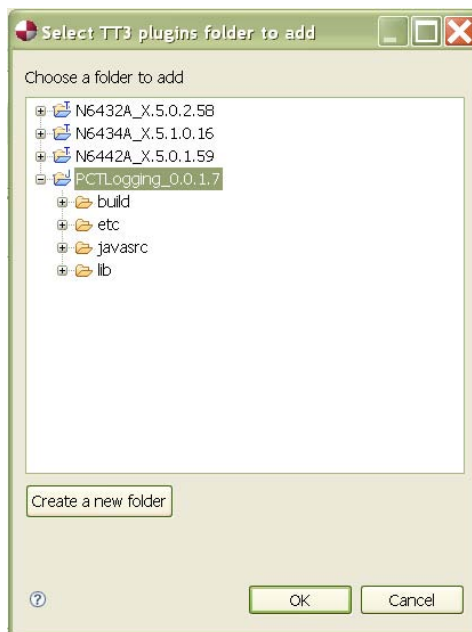 Select TT3 plugins folder to add
Choose a folder to add
N6432A_X.5.0.2.58
N6434A_X.5.1.0.16
N6442A_X.5.0.1.59
PCTLogging_0.0.1.7
build
etc
javasrc
lib
Create a new folder
OK Cancel